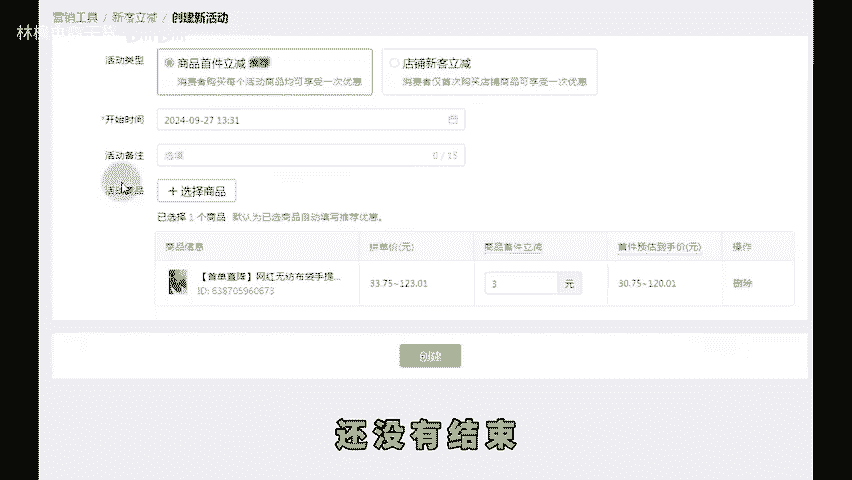 营销工具 / 新客立减 / 创建新活动
活动类型
商品首件立减 推荐
消费者购买每个活动商品均可享受一次优惠
店铺新客立减
消费者仅首次购买店铺商品可享受一次优惠
*开始时间 2024-09-27 13:31
活动备注 选填 0 / 15
活动商品 + 选择商品
已选择 1 个商品 默认为已选商品自动填写推荐优惠。
商品信息 拼单价(元) 商品首件立减 首件预估到手价(元) 操作
【首单直降】网红无纺布袋手提... 33.75~123.01 3 元 30.75~120.01 删除
ID: 638705960673
创建
还没有结束